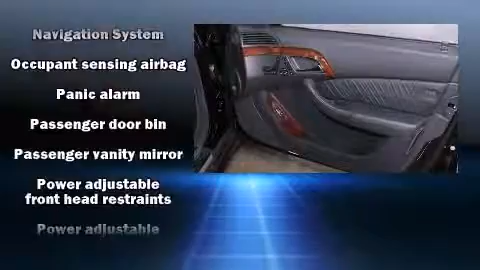 Navigation System
Occupant sensing airbag
Panic alarm
Passenger door bin
Passenger vanity mirror
Power adjustable
front head restraints
Power adjustable